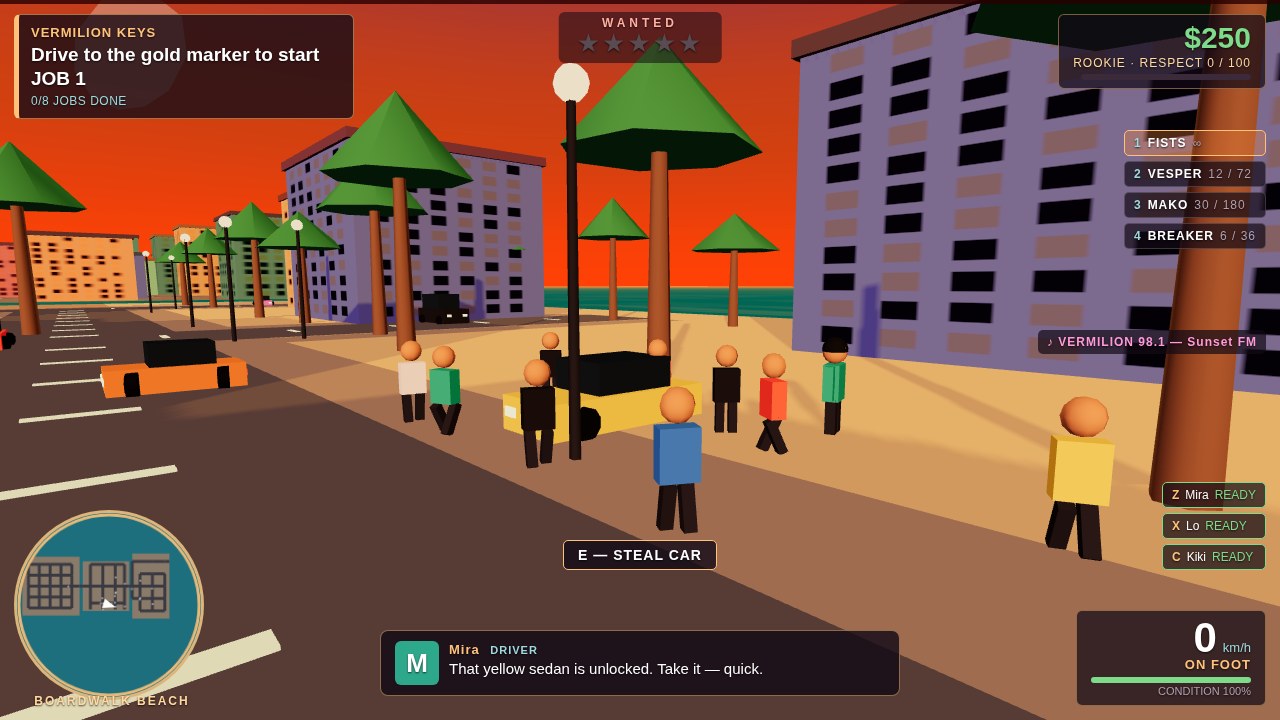 VERMILION KEYS
Drive to the gold marker to start
JOB 1
0/8 JOBS DONE
WANTED
$250
ROOKIE · RESPECT 0 / 100
1 FISTS ∞
2 VESPER 12 / 72
3 MAKO 30 / 180
4 BREAKER 6 / 36
♪ VERMILION 98.1 — Sunset FM
Z Mira READY
X Lo READY
C Kiki READY
E — STEAL CAR
M
Mira DRIVER
That yellow sedan is unlocked. Take it — quick.
0 km/h
ON FOOT
CONDITION 100%
BOARDWALK BEACH